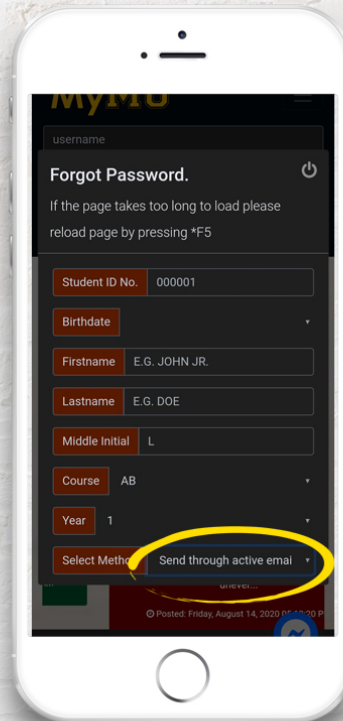 MyMU
username
Forgot Password.
If the page takes too long to load please
reload page by pressing *F5
Student ID No. 000001
Birthdate
Firstname E.G. JOHN JR.
Lastname E.G. DOE
Middle Initial L
Course AB
Year 1
Select Metho Send through active emai
Posted: Friday, August 14, 2020